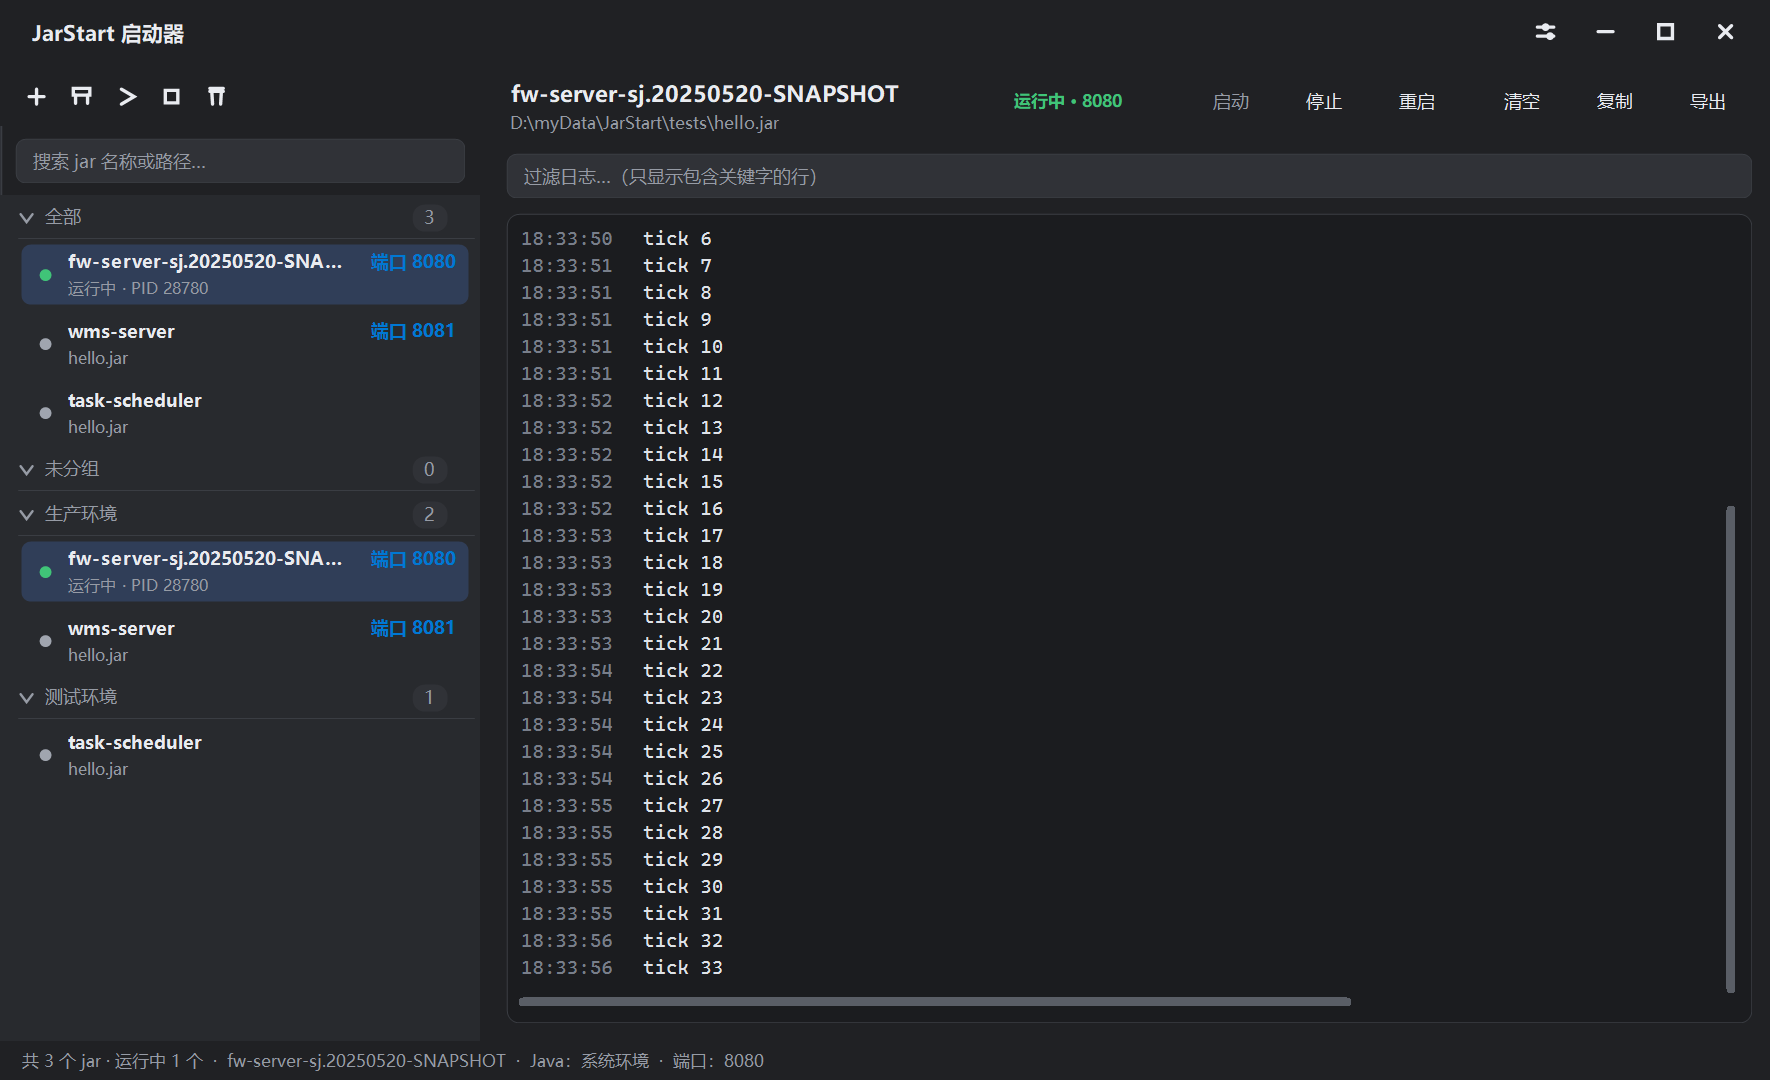 JarStart 启动器
搜索 jar 名称或路径...
全部 3
fw-server-sj.20250520-SNA... 端口 8080
运行中 · PID 28780
wms-server 端口 8081
hello.jar
task-scheduler
hello.jar
未分组 0
生产环境 2
fw-server-sj.20250520-SNA... 端口 8080
运行中 · PID 28780
wms-server 端口 8081
hello.jar
测试环境 1
task-scheduler
hello.jar
fw-server-sj.20250520-SNAPSHOT
D:\myData\JarStart\tests\hello.jar
运行中 • 8080 启动 停止 重启 清空 复制 导出
过滤日志...（只显示包含关键字的行）
18:33:50 tick 6
18:33:51 tick 7
18:33:51 tick 8
18:33:51 tick 9
18:33:51 tick 10
18:33:51 tick 11
18:33:52 tick 12
18:33:52 tick 13
18:33:52 tick 14
18:33:52 tick 15
18:33:52 tick 16
18:33:53 tick 17
18:33:53 tick 18
18:33:53 tick 19
18:33:53 tick 20
18:33:53 tick 21
18:33:54 tick 22
18:33:54 tick 23
18:33:54 tick 24
18:33:54 tick 25
18:33:54 tick 26
18:33:55 tick 27
18:33:55 tick 28
18:33:55 tick 29
18:33:55 tick 30
18:33:55 tick 31
18:33:56 tick 32
18:33:56 tick 33
共 3 个 jar · 运行中 1 个 · fw-server-sj.20250520-SNAPSHOT · Java：系统环境 · 端口：8080